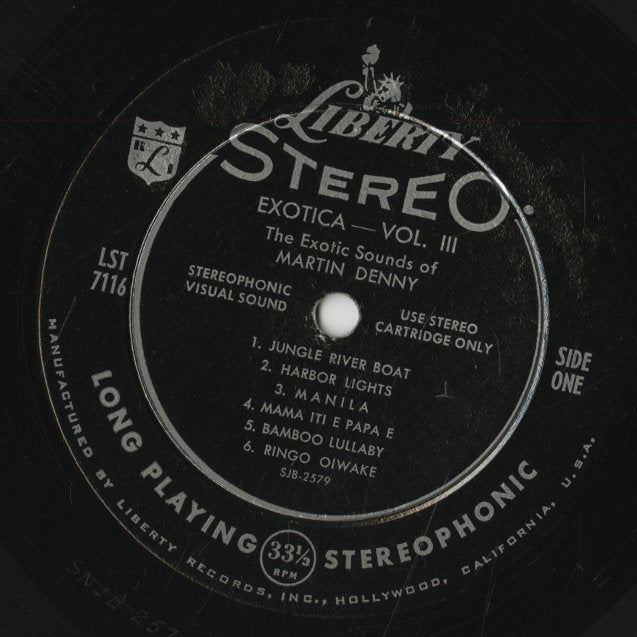 LIBERTY
STEREO®
EXOTICA — VOL. III
The Exotic Sounds of
MARTIN DENNY
LST
7116
STEREOPHONIC
VISUAL SOUND
USE STEREO
CARTRIDGE ONLY
SIDE
ONE
1. JUNGLE RIVER BOAT
2. HARBOR LIGHTS
3. MANILA
4. MAMA ITI E PAPA E
5. BAMBOO LULLABY
6. RINGO OIWAKE
SJB-2579
LONG PLAYING 33⅓ RPM STEREOPHONIC
MANUFACTURED BY LIBERTY RECORDS, INC., HOLLYWOOD, CALIFORNIA, U.S.A.